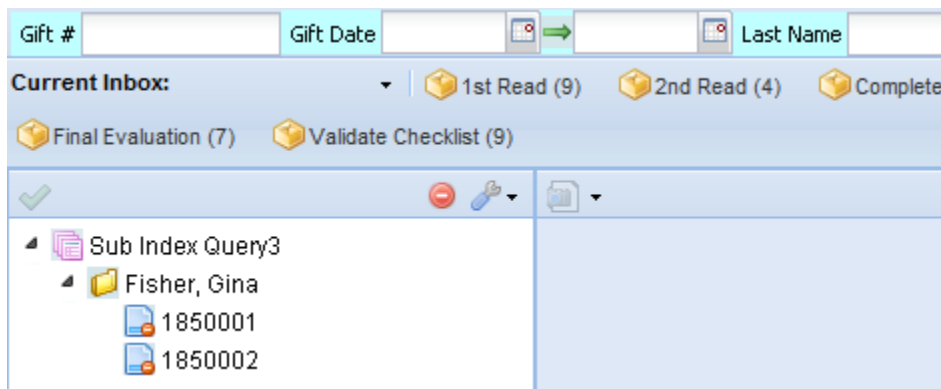 Gift # Gift Date Last Name
Current Inbox: 1st Read (9) 2nd Read (4) Complete
Final Evaluation (7) Validate Checklist (9)
Sub Index Query3
Fisher, Gina
1850001
1850002